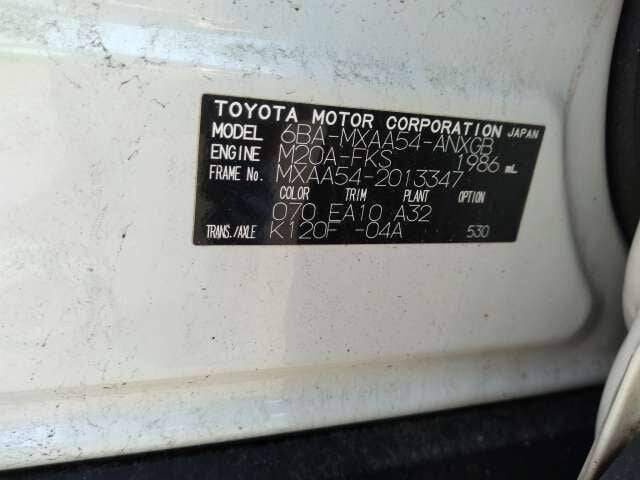 TOYOTA MOTOR CORPORATION JAPAN
MODEL 6BA-MXAA54-ANXGB
ENGINE M20A-FKS 1986 mL
FRAME No. MXAA54-2013347
COLOR TRIM PLANT OPTION
070 EA10 A32
TRANS./AXLE K120F -04A 530